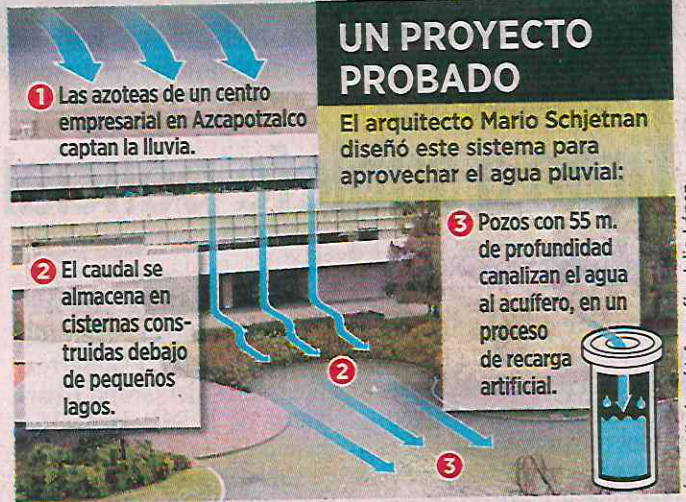 UN PROYECTO
PROBADO
El arquitecto Mario Schjetnan
diseñó este sistema para
aprovechar el agua pluvial:
1 Las azoteas de un centro
empresarial en Azcapotzalco
captan la lluvia.
2 El caudal se
almacena en
cisternas cons-
truidas debajo
de pequeños
lagos.
3 Pozos con 55 m.
de profundidad
canalizan el agua
al acuífero, en un
proceso
de recarga
artificial.
2
3